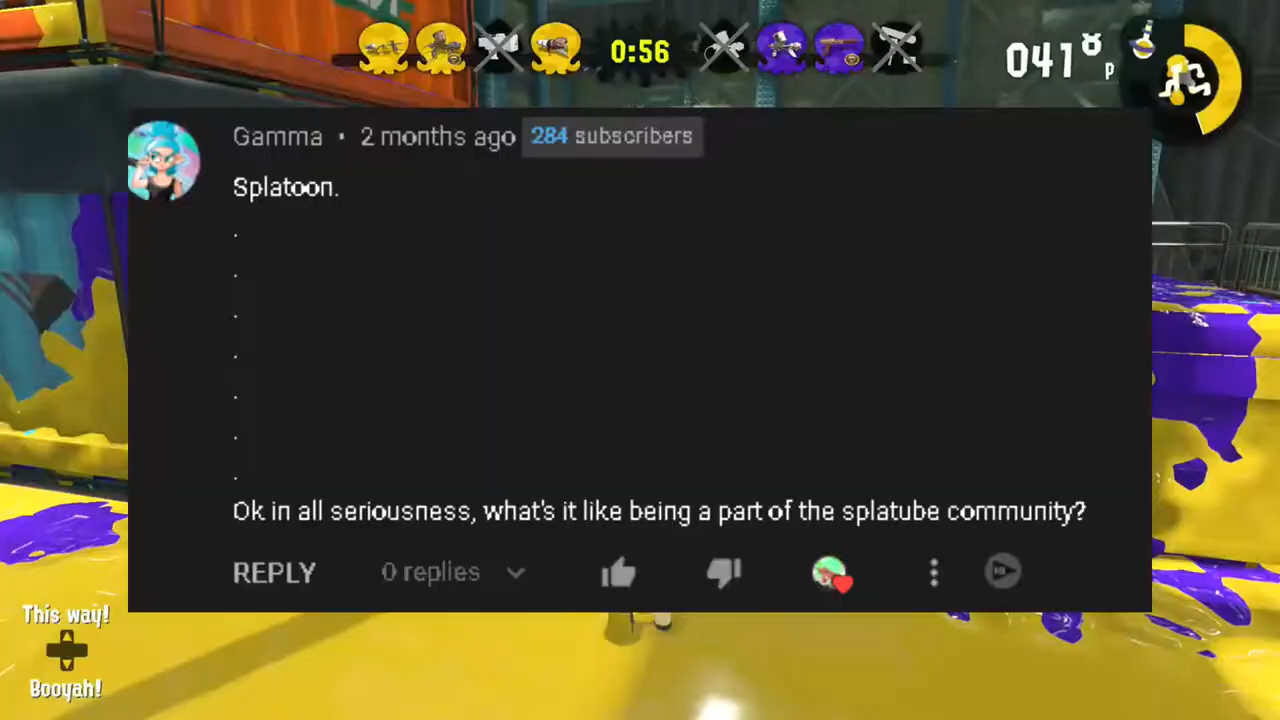 0:56
041p
Gamma · 2 months ago 284 subscribers
Splatoon.
.
.
.
.
.
.
.
Ok in all seriousness, what's it like being a part of the splatube community?
REPLY 0 replies
This way!
Booyah!